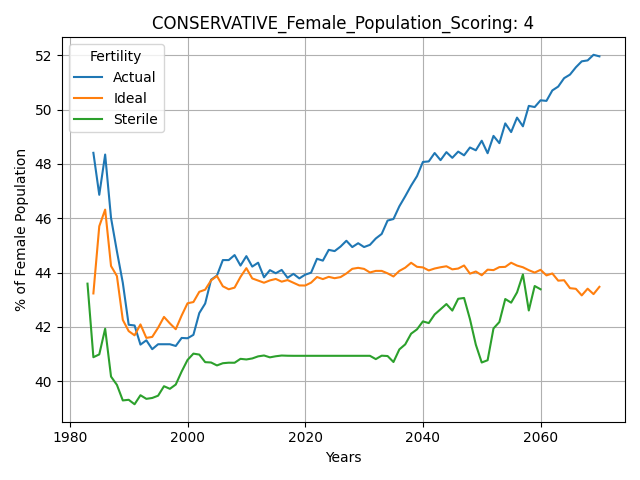 CONSERVATIVE_Female_Population_Scoring: 4
Fertility
Actual
Ideal
Sterile
% of Female Population
52
50
48
46
44
42
40
1980
2000
2020
2040
2060
Years